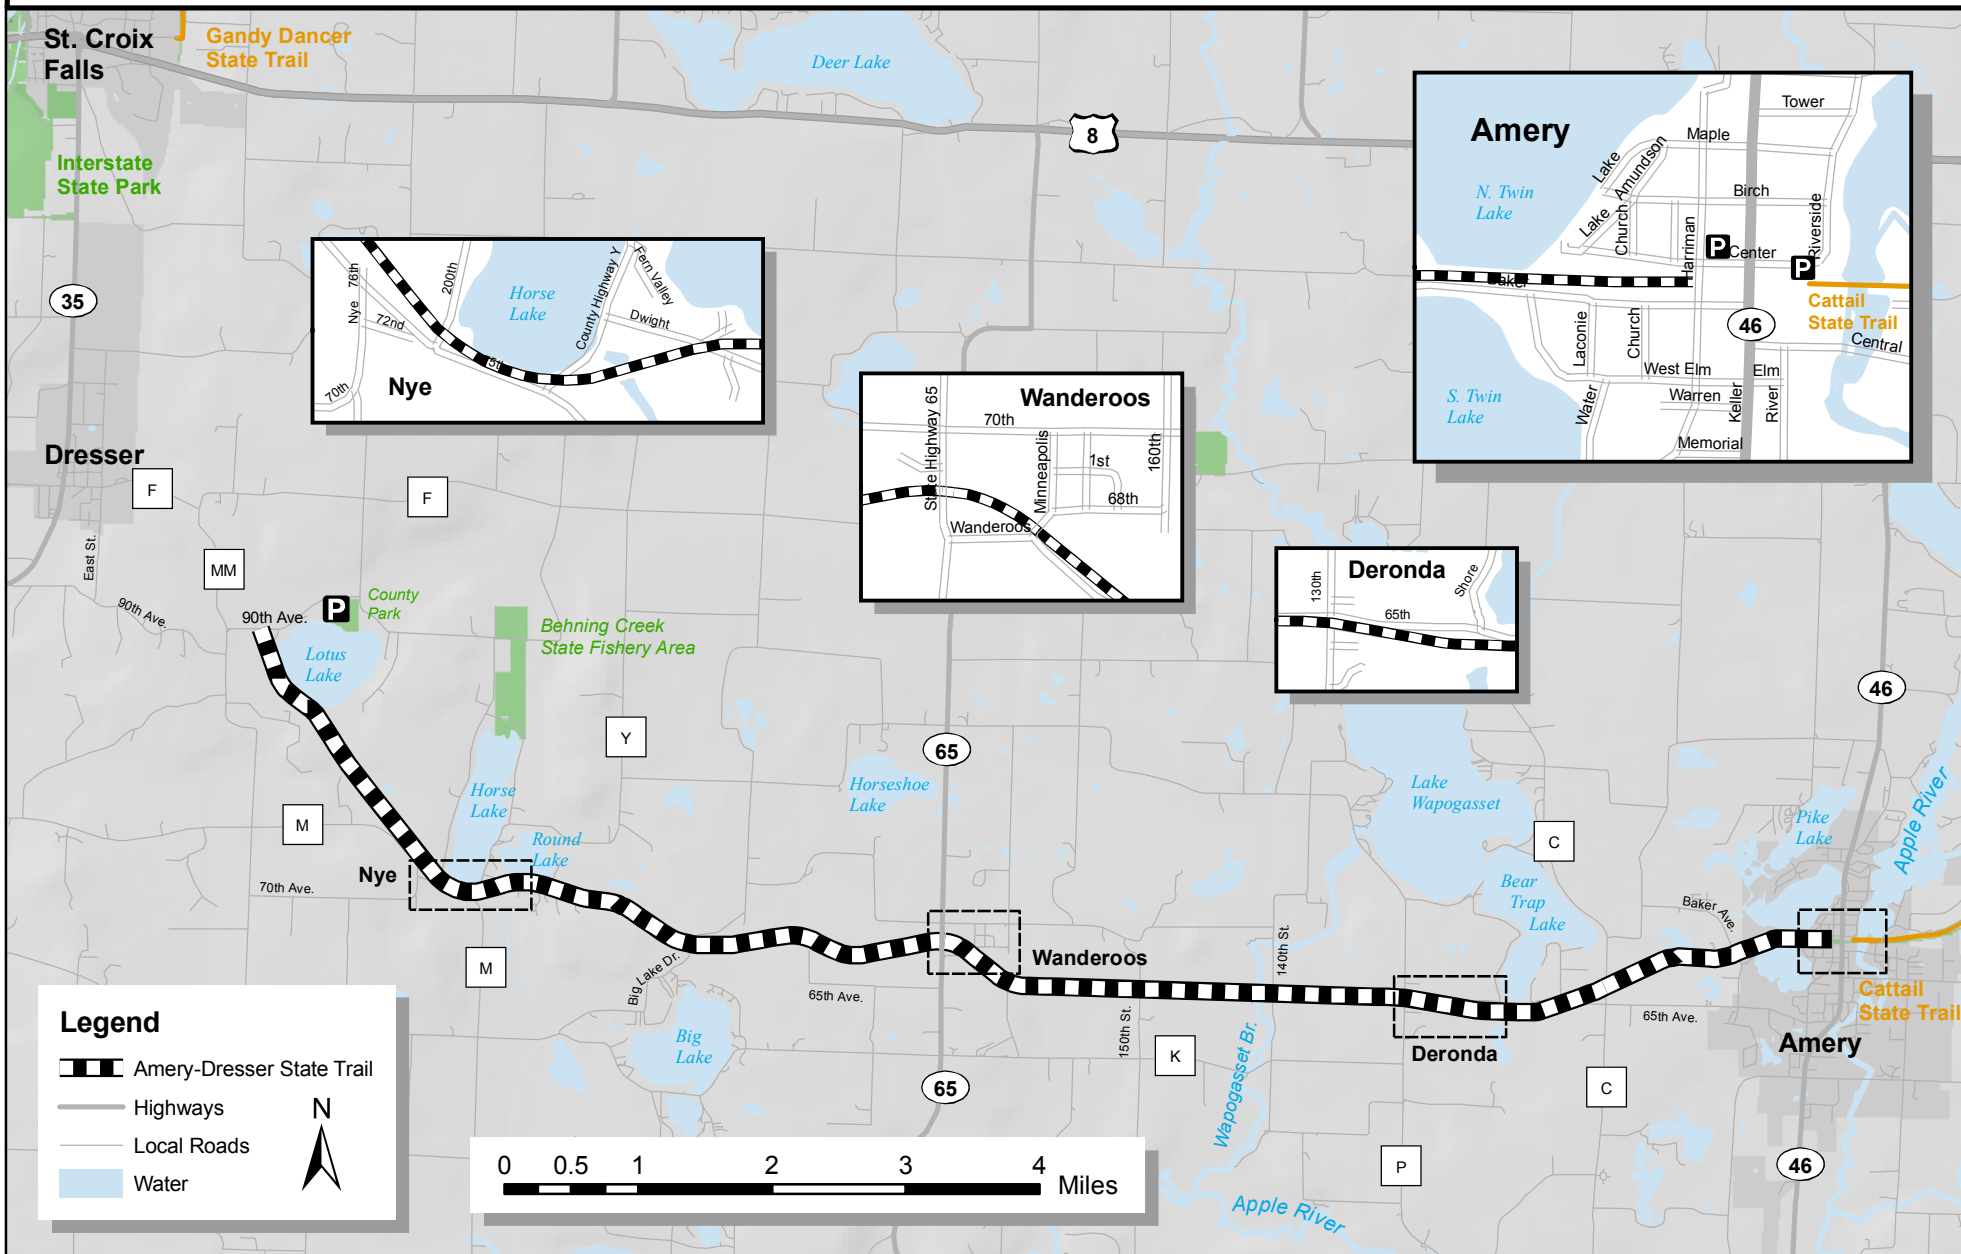 St. Croix
Falls
Gandy Dancer
State Trail
Deer Lake
8
Interstate
State Park
35
Dresser
F
F
MM
East St.
90th Ave.
90th Ave.
P
County
Park
Lotus
Lake
Behning Creek
State Fishery Area
Y
M
Horse
Lake
Round
Lake
Nye
70th Ave.
M
Horseshoe
Lake
65
Big Lake Dr.
65th Ave.
Big
Lake
Wanderoos
65
150th St.
140th St.
K
Wapogasset Br.
Apple River
P
Lake
Wapogasset
Bear
Trap
Lake
C
C
Deronda
65th Ave.
Baker Ave.
Pike
Lake
Apple River
46
Cattail
State Trail
Amery
46
Nye
76th
Nye
72nd
70th
200th
75th
Horse
Lake
County Highway Y
Fern Valley
Dwight
Wanderoos
State Highway 65
70th
Minneapolis
1st
68th
160th
Wanderoos
Deronda
130th
65th
Shore
Amery
N. Twin
Lake
S. Twin
Lake
Tower
Maple
Lake
Amundson
Lake
Church
Birch
Harriman
Riverside
P
Center
P
Baker
Cattail
State Trail
46
Central
Laconie
Church
West Elm
Elm
Water
Warren
Keller
River
Memorial
Legend
Amery-Dresser State Trail
Highways
Local Roads
Water
N
0 0.5 1 2 3 4
Miles